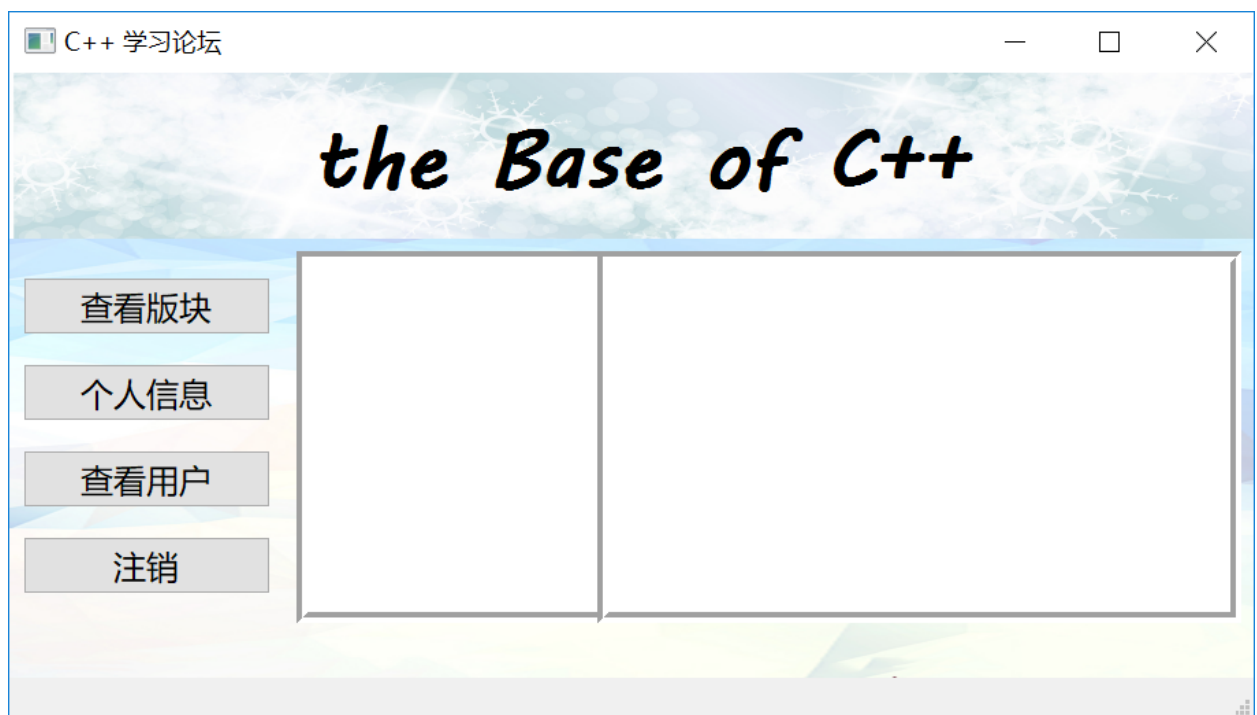 C++ 学习论坛
the Base of C++
查看版块
个人信息
查看用户
注销